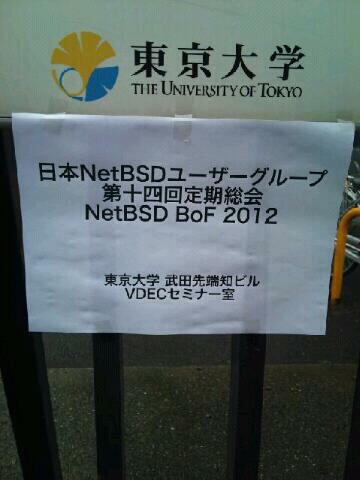 東京大学
THE UNIVERSITY OF TOKYO
日本NetBSDユーザーグループ
第十四回定期総会
NetBSD BoF 2012
東京大学 武田先端知ビル
VDECセミナー室